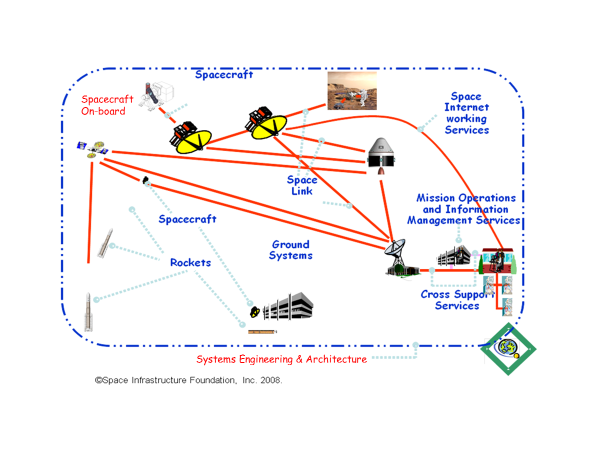 Spacecraft
Spacecraft
On-board
Space
Internet
working
Services
Space
Link
Mission Operations
and Information
Management Services
Spacecraft
Ground
Systems
Rockets
Cross Support
Services
Systems Engineering & Architecture
©Space Infrastructure Foundation, Inc. 2008.